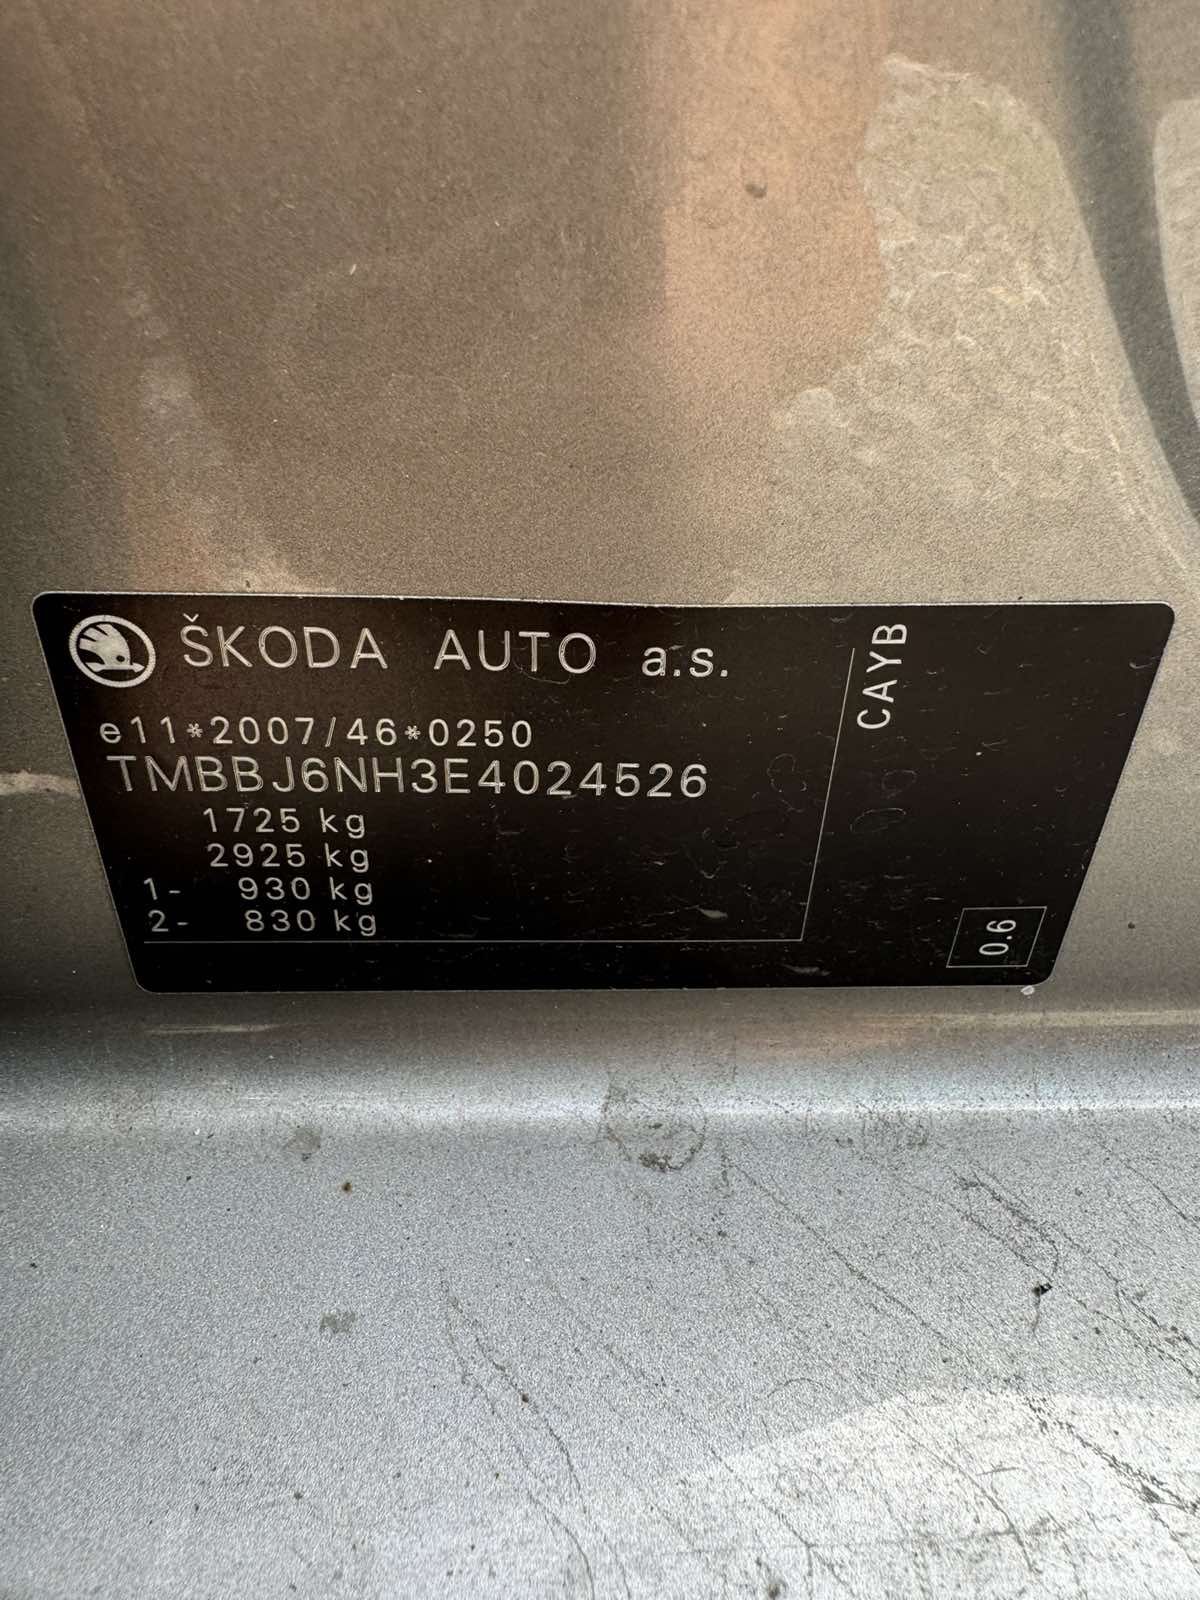 ŠKODA AUTO a.s.
e11*2007/46*0250
TMBBJ6NH3E4024526
1725 kg
2925 kg
1- 930 kg
2- 830 kg
CAYB
0.6